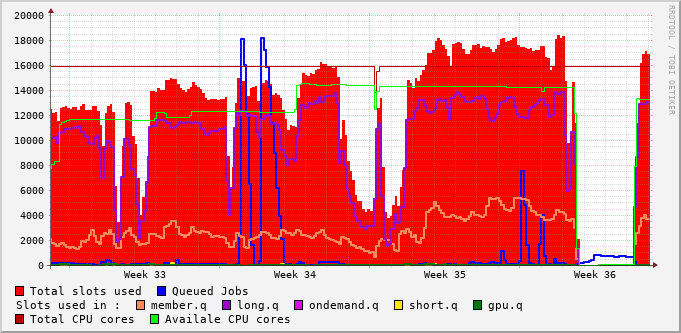 RRDTOOL / TOBI OETIKER
20000
18000
16000
14000
12000
10000
8000
6000
4000
2000
0
Week 33 Week 34 Week 35 Week 36
Total slots used Queued Jobs
Slots used in : member.q long.q ondemand.q short.q gpu.q
Total CPU cores Availale CPU cores